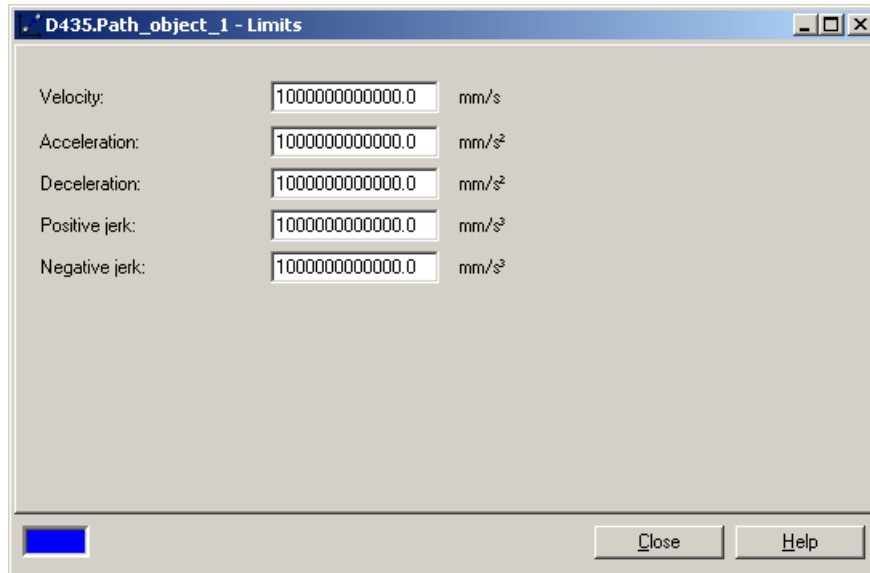 D435.Path_object_1 - Limits
Velocity: 1000000000000.0 mm/s
Acceleration: 1000000000000.0 mm/s²
Deceleration: 1000000000000.0 mm/s²
Positive jerk: 1000000000000.0 mm/s³
Negative jerk: 1000000000000.0 mm/s³
Close Help